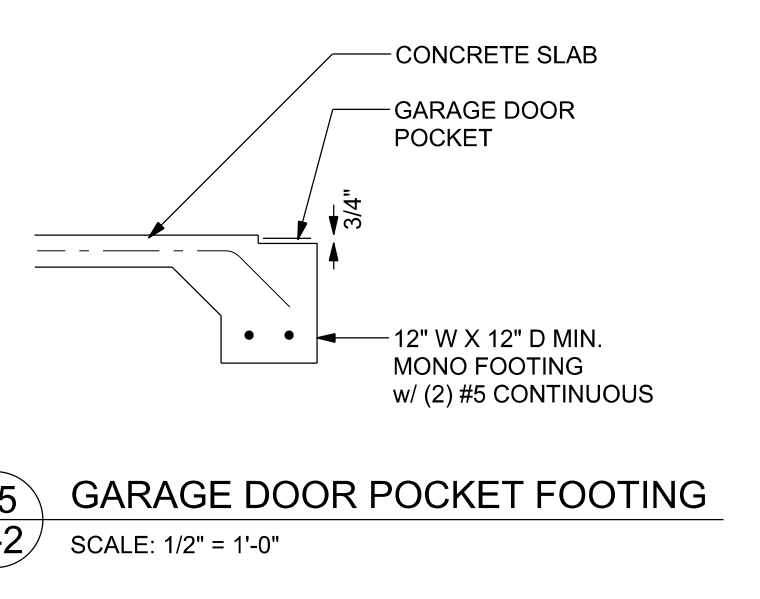 CONCRETE SLAB
GARAGE DOOR
POCKET
3/4"
12" W X 12" D MIN.
MONO FOOTING
w/ (2) #5 CONTINUOUS
5
-2
GARAGE DOOR POCKET FOOTING
SCALE: 1/2" = 1'-0"